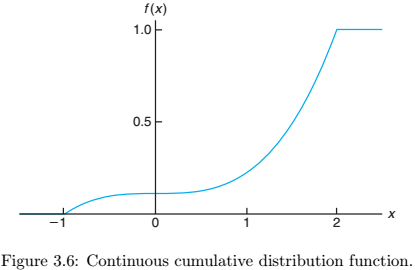 f(x)
1.0
0.5
x
−1
0
1
2
Figure 3.6: Continuous cumulative distribution function.